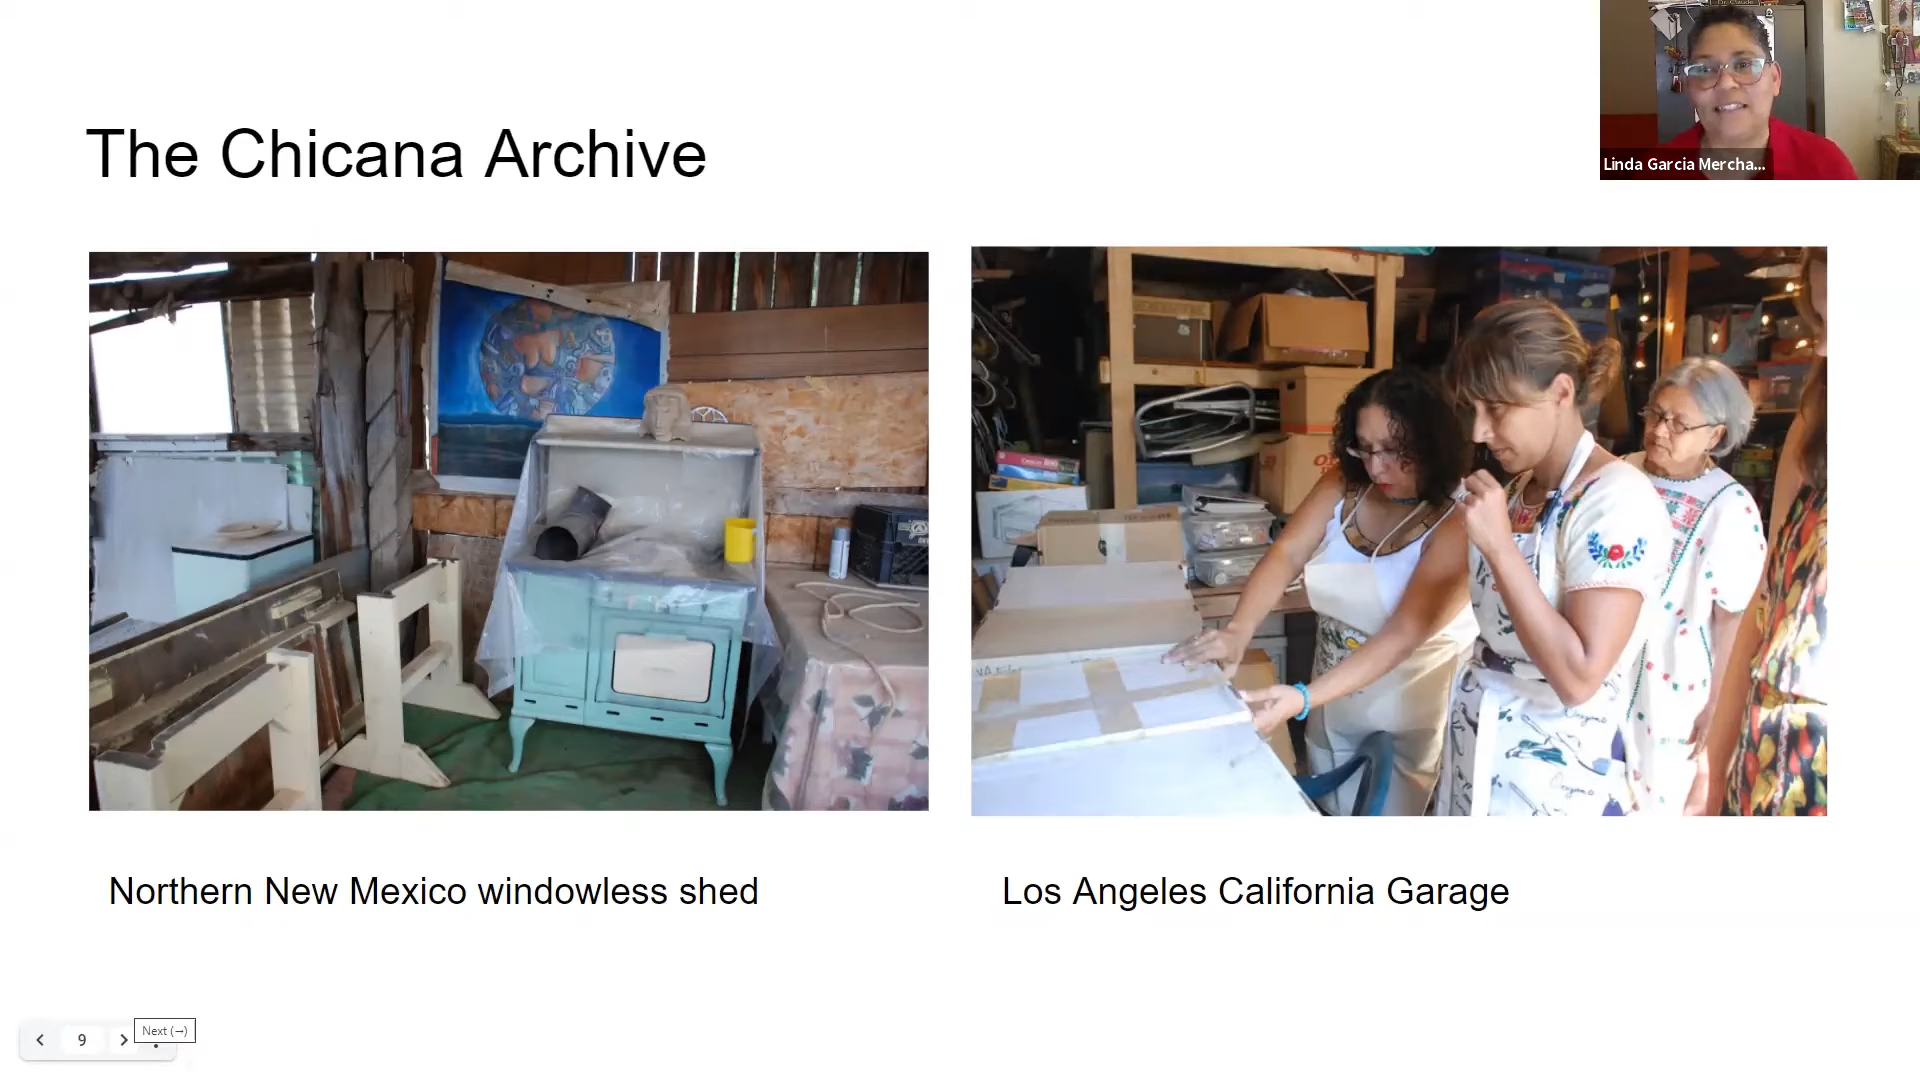 The Chicana Archive
Linda Garcia Mercha...
Northern New Mexico windowless shed
Los Angeles California Garage
9
Next (→)